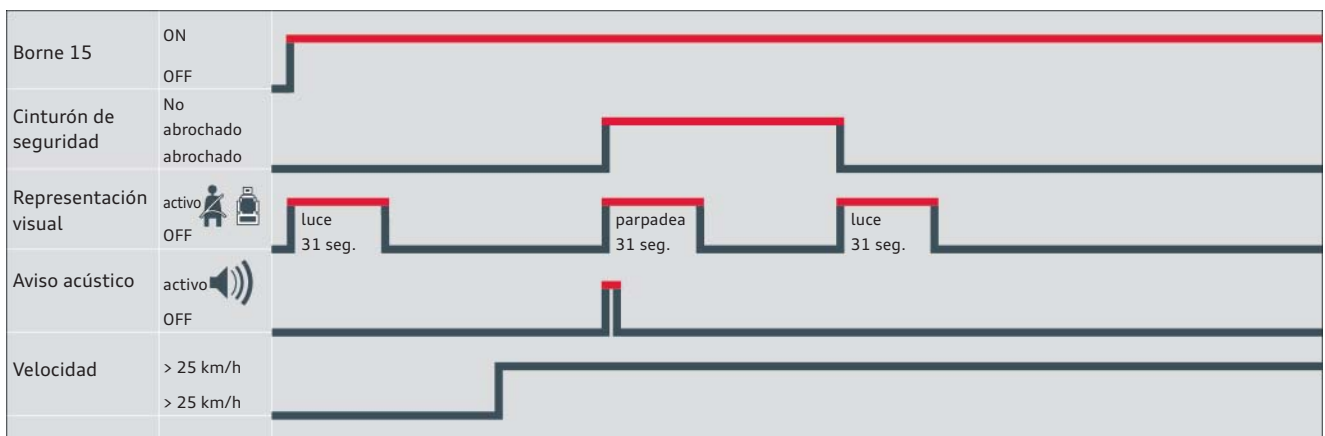 Borne 15
ON
OFF
Cinturón de
seguridad
No
abrochado
abrochado
Representación
visual
activo
OFF
luce
31 seg.
parpadea
31 seg.
luce
31 seg.
Aviso acústico
activo
OFF
Velocidad
> 25 km/h
> 25 km/h